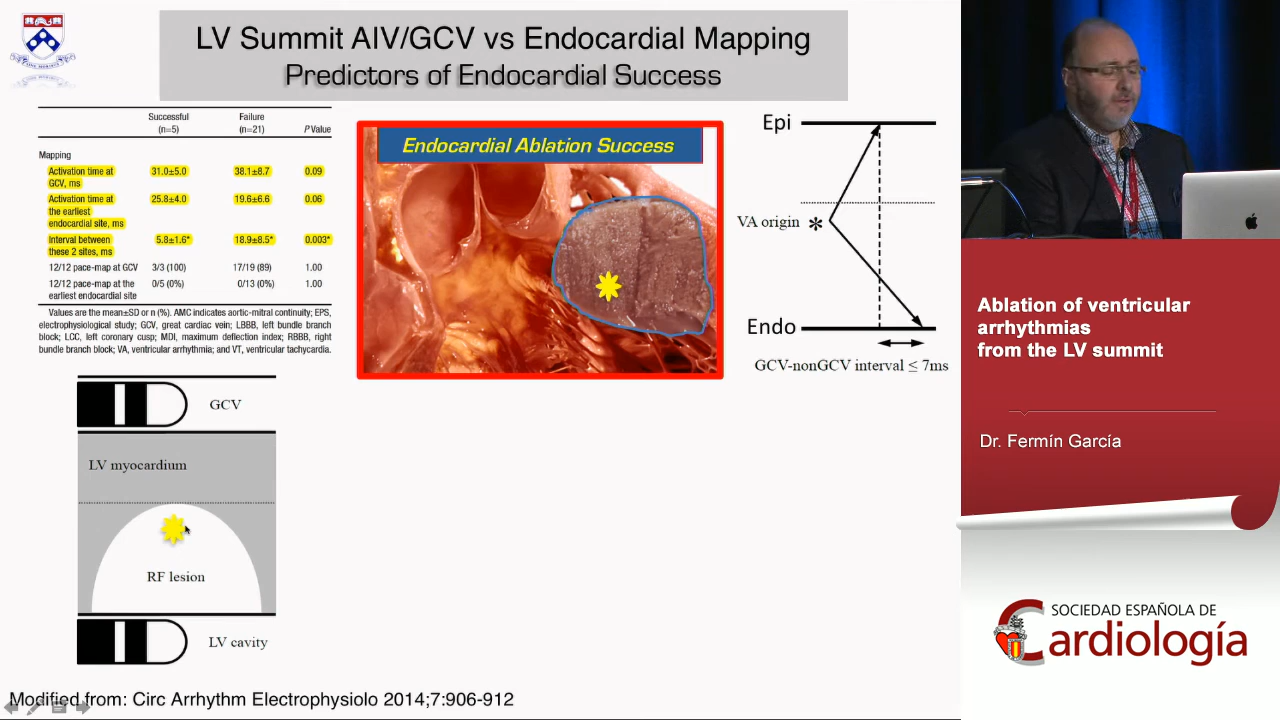 LV Summit AIV/GCV vs Endocardial Mapping
Predictors of Endocardial Success
Successful Failure
(n=5) (n=21) P Value
Mapping
Activation time at 31.0±5.0 38.1±8.7 0.09
GCV, ms
Activation time at 25.8±4.0 19.6±6.6 0.06
the earliest
endocardial site, ms
Interval between 5.8±1.6* 18.9±8.5* 0.003*
these 2 sites, ms
12/12 pace-map at GCV 3/3 (100) 17/19 (89) 1.00
12/12 pace-map at the 0/5 (0%) 0/13 (0%) 1.00
earliest endocardial site
Values are the mean±SD or n (%). AMC indicates aortic-mitral continuity; EPS,
electrophysiological study; GCV, great cardiac vein; LBBB, left bundle branch
block; LCC, left coronary cusp; MDI, maximum deflection index; RBBB, right
bundle branch block; VA, ventricular arrhythmia; and VT, ventricular tachycardia.
Endocardial Ablation Success
Epi
VA origin *
Endo
GCV-nonGCV interval ≤ 7ms
GCV
LV myocardium
RF lesion
LV cavity
Modified from: Circ Arrhythm Electrophysiolo 2014;7:906-912
Ablation of ventricular
arrhythmias
from the LV summit
Dr. Fermín García
SOCIEDAD ESPAÑOLA DE
Cardiología